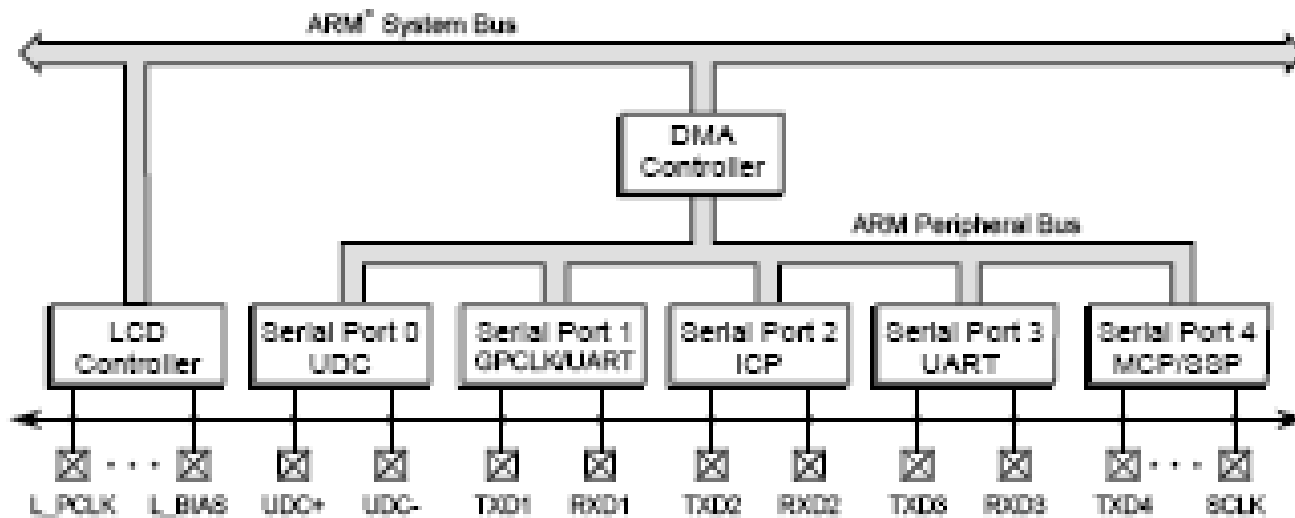 ARM* System Bus
DMA
Controller
ARM Peripheral Bus
LCD
Controller
Serial Port 0
UDC
Serial Port 1
GPCLK/UART
Serial Port 2
ICP
Serial Port 3
UART
Serial Port 4
MCP/SSP
L_PCLK
L_BIAS
UDC+
UDC-
TXD1
RXD1
TXD2
RXD2
TXD3
RXD3
TXD4
SCLK